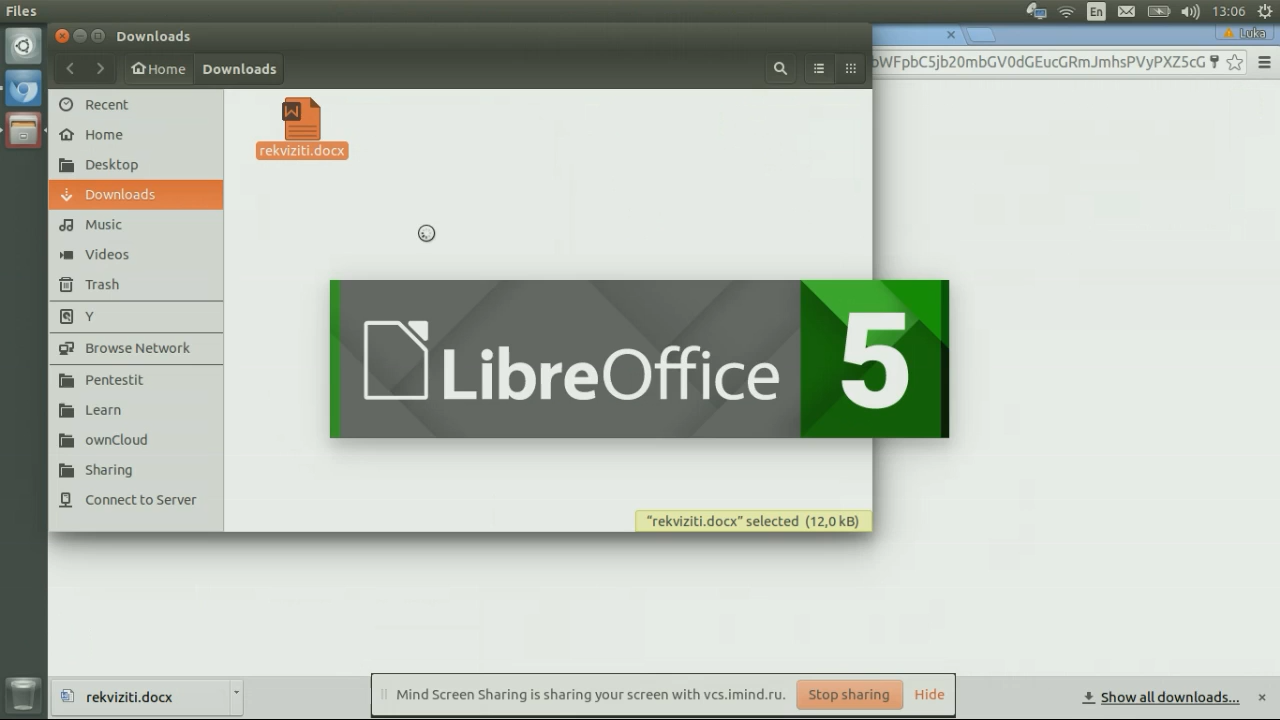 Files
En
13:06
Downloads
Luka
Home
Downloads
bWFpbC5jb20mbGV0dGEucGRmJmhsPVyPXZ5cG
Recent
Home
Desktop
Downloads
Music
Videos
Trash
Y
Browse Network
Pentestit
Learn
ownCloud
Sharing
Connect to Server
rekviziti.docx
LibreOffice 5
“rekviziti.docx” selected (12,0 kB)
rekviziti.docx
Mind Screen Sharing is sharing your screen with vcs.imind.ru.
Stop sharing
Hide
Show all downloads...